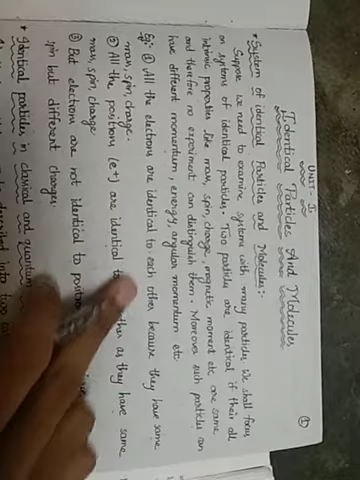 UNIT - I
①
Identical Particles And Molecules
* System of identical Particles and Molecules:-
Suppose we need to examine systems with many particles. We shall focus
on systems of identical particles. Two particles are identical if their all
intrinsic properties like mass, spin, charge, magnetic moment etc are same
and therefore no experiment can distinguish them. Moreover such particles can
have different momentum, energy, angular momentum etc.
Eg:- ① All the electrons are identical to each other because they have same
mass, spin, charge.
② All the positrons (e+) are identical to as they have same
mass, spin, charge
③ But electrons are not identical to
spin but different charges
* Identical particles in classical and quantum
into two